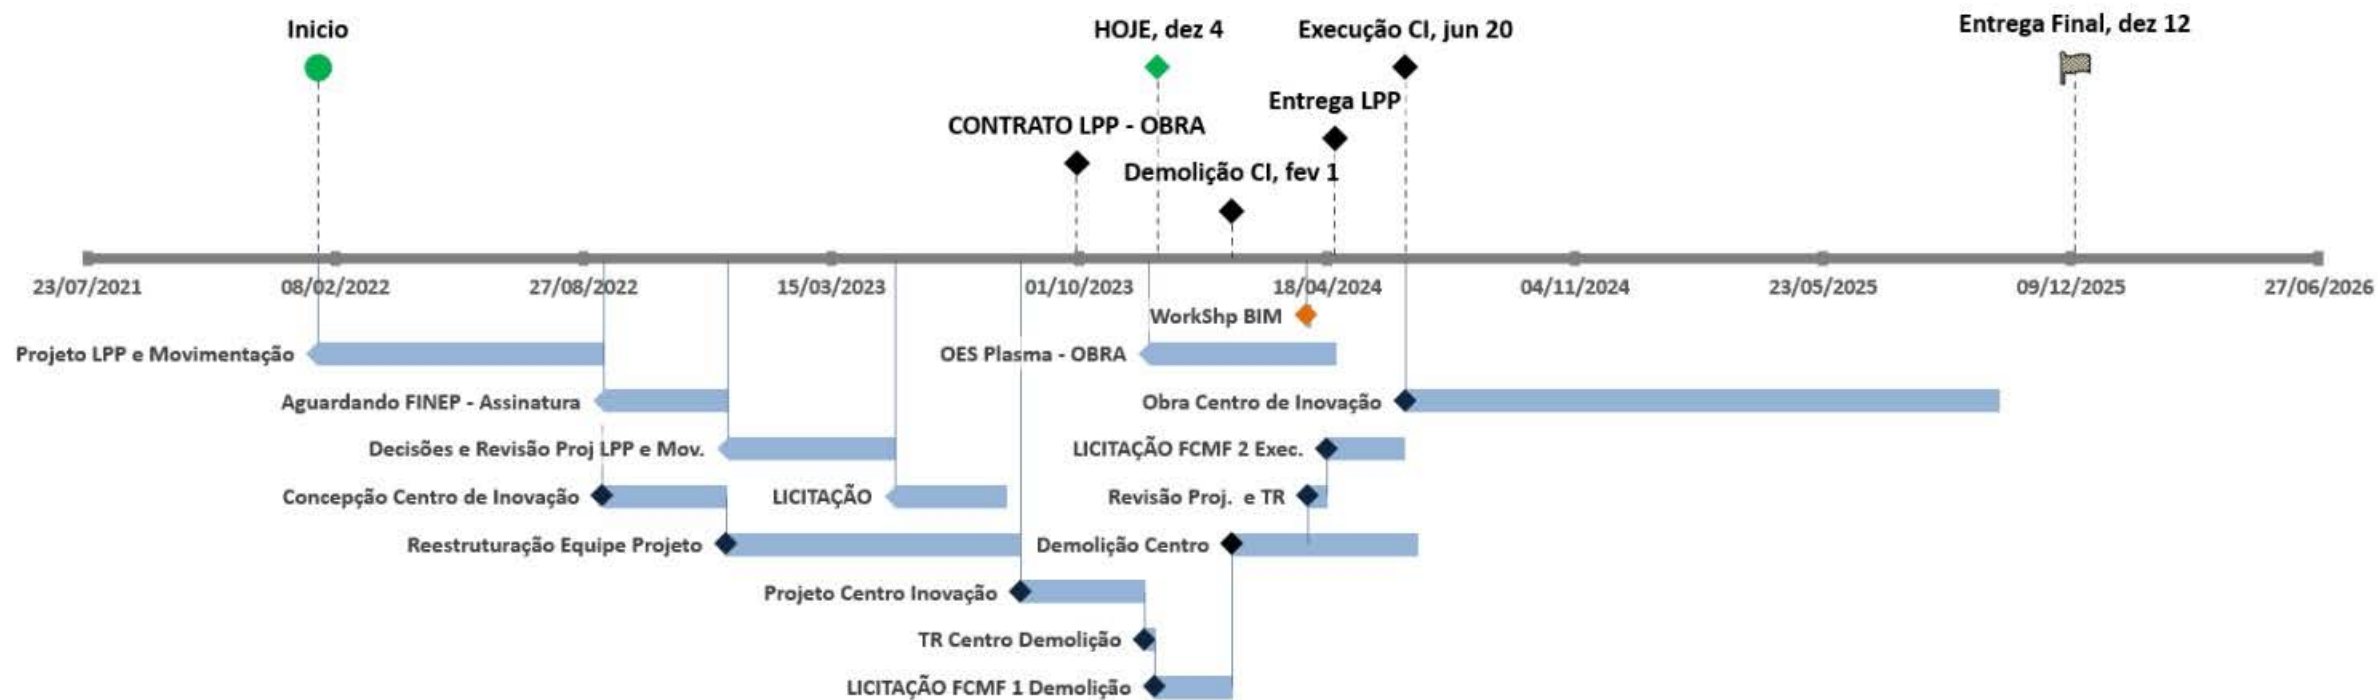 Inicio
HOJE, dez 4
Execução CI, jun 20
Entrega Final, dez 12
Entrega LPP
CONTRATO LPP - OBRA
Demolição CI, fev 1
23/07/2021
08/02/2022
27/08/2022
15/03/2023
01/10/2023
18/04/2024
04/11/2024
23/05/2025
09/12/2025
27/06/2026
WorkShp BIM
Projeto LPP e Movimentação
OES Plasma - OBRA
Aguardando FINEP - Assinatura
Obra Centro de Inovação
Decisões e Revisão Proj LPP e Mov.
LICITAÇÃO FCMF 2 Exec.
Concepção Centro de Inovação
LICITAÇÃO
Revisão Proj. e TR
Reestruturação Equipe Projeto
Demolição Centro
Projeto Centro Inovação
TR Centro Demolição
LICITAÇÃO FCMF 1 Demolição